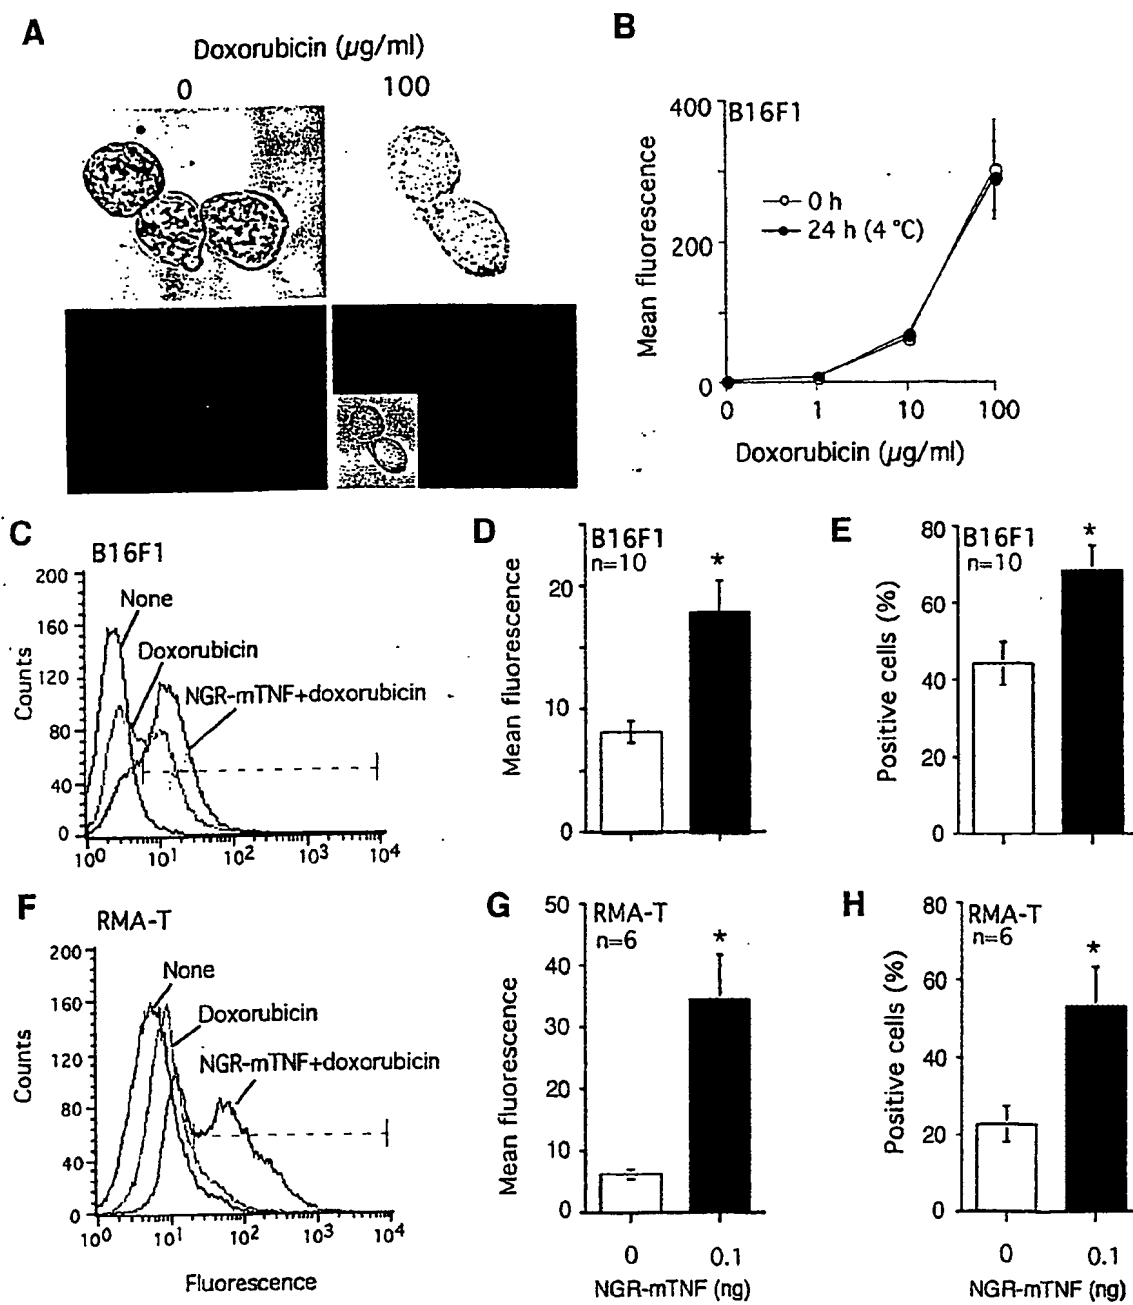 A
Doxorubicin (µg/ml)
0
100
B
B16F1
400
200
0
Mean fluorescence
0 h
24 h (4 °C)
0 1 10 100
Doxorubicin (µg/ml)
C
B16F1
200
160
120
80
40
0
Counts
None
Doxorubicin
NGR-mTNF+doxorubicin
10⁰ 10¹ 10² 10³ 10⁴
D
B16F1
n=10
*
20
10
0
Mean fluorescence
E
B16F1
n=10
*
80
60
40
20
0
Positive cells (%)
F
RMA-T
200
160
120
80
40
0
Counts
None
Doxorubicin
NGR-mTNF+doxorubicin
10⁰ 10¹ 10² 10³ 10⁴
Fluorescence
G
RMA-T
n=6
*
50
40
30
20
10
0
Mean fluorescence
0 0.1
NGR-mTNF (ng)
H
RMA-T
n=6
*
80
60
40
20
0
Positive cells (%)
0 0.1
NGR-mTNF (ng)